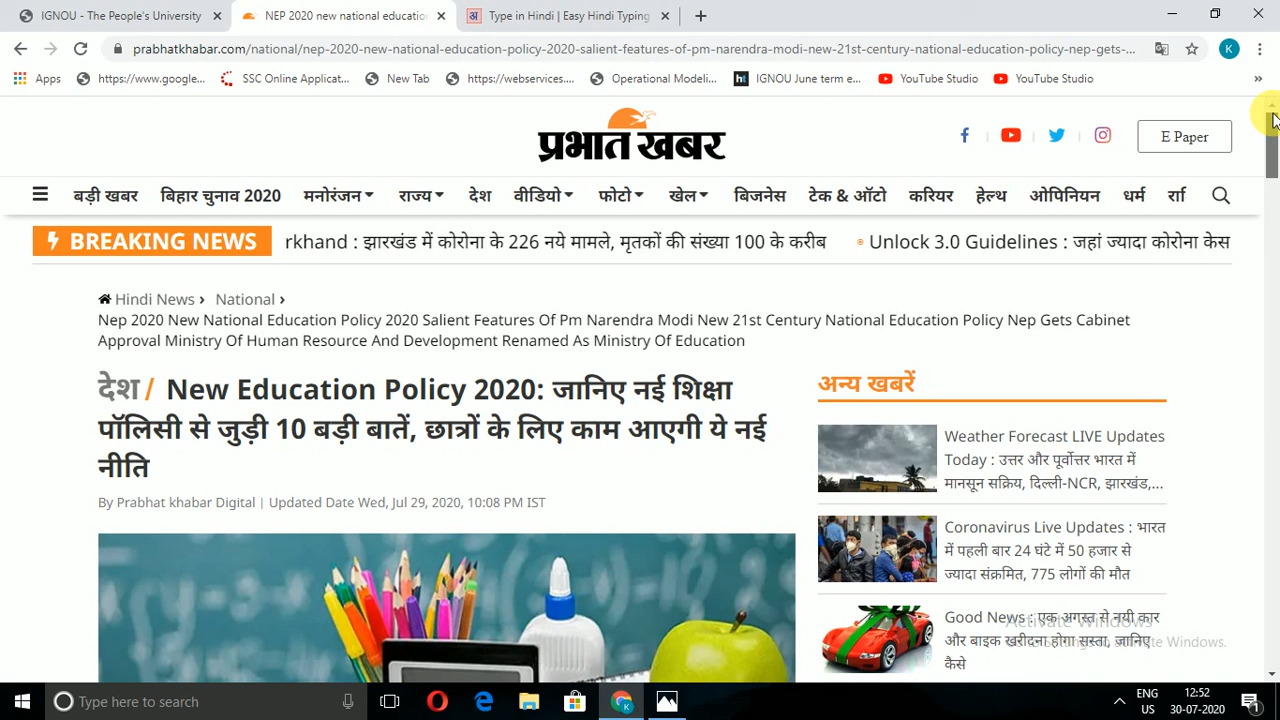 IGNOU - The People's University
NEP 2020 new national educatio
Type in Hindi | Easy Hindi Typing
prabhatkhabar.com/national/nep-2020-new-national-education-policy-2020-salient-features-of-pm-narendra-modi-new-21st-century-national-education-policy-nep-gets-...
K
Apps
https://www.google...
SSC Online Applicat...
New Tab
https://webservices....
Operational Modeli...
ht
IGNOU June term e...
YouTube Studio
YouTube Studio
»
प्रभात खबर
E Paper
बड़ी खबर
बिहार चुनाव 2020
मनोरंजन
राज्य
देश
वीडियो
फोटो
खेल
बिजनेस
टेक & ऑटो
करियर
हेल्थ
ओपिनियन
धर्म
BREAKING NEWS
rkhand : झारखंड में कोरोना के 226 नये मामले, मृतकों की संख्या 100 के करीब
Unlock 3.0 Guidelines : जहां ज्यादा कोरोना केस
Hindi News › National ›
Nep 2020 New National Education Policy 2020 Salient Features Of Pm Narendra Modi New 21st Century National Education Policy Nep Gets Cabinet
Approval Ministry Of Human Resource And Development Renamed As Ministry Of Education
देश/ New Education Policy 2020: जानिए नई शिक्षा
पॉलिसी से जुड़ी 10 बड़ी बातें, छात्रों के लिए काम आएगी ये नई
नीति
By Prabhat khabar Digital | Updated Date Wed, Jul 29, 2020, 10:08 PM IST
अन्य खबरें
Weather Forecast LIVE Updates
Today : उत्तर और पूर्वोत्तर भारत में
मानसून सक्रिय, दिल्ली-NCR, झारखंड,...
Coronavirus Live Updates : भारत
में पहली बार 24 घंटे में 50 हजार से
ज्यादा संक्रमित, 775 लोगों की मौत
Good News : एक अगस्त से नयी कार
और बाइक खरीदना होगा सस्ता, जानिए
कैसे
Activate Windows
Go to Settings to activate Windows.
Type here to search
ENG
US
12:52
30-07-2020
1